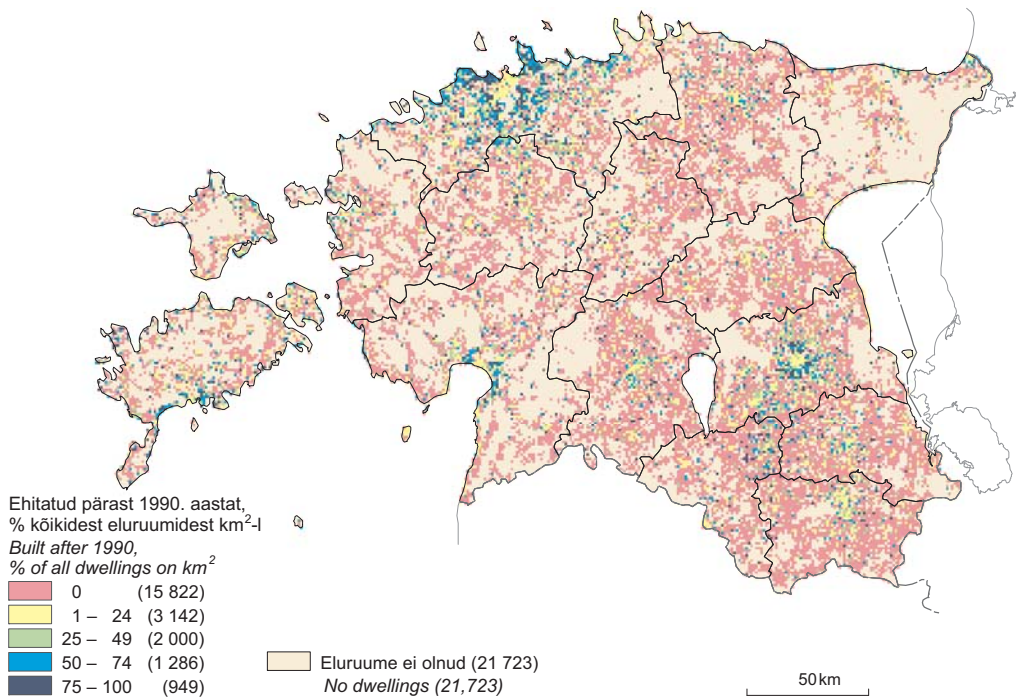 Ehitatud pärast 1990. aastat,
% kõikidest eluruumidest km²-l
Built after 1990,
% of all dwellings on km²
0 (15 822)
1 – 24 (3 142)
25 – 49 (2 000)
50 – 74 (1 286)
75 – 100 (949)
Eluruume ei olnud (21 723)
No dwellings (21,723)
50 km